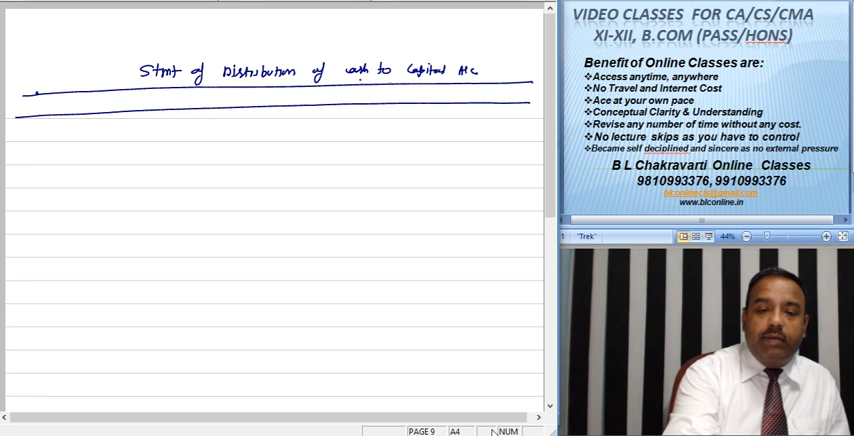 Stmt of Distribution of cash to Capital A/C
PAGE 9 A4 NUM
VIDEO CLASSES FOR CA/CS/CMA
XI-XII, B.COM (PASS/HONS)
Benefit of Online Classes are:
❖Access anytime, anywhere
❖No Travel and Internet Cost
❖Ace at your own pace
❖Conceptual Clarity & Understanding
❖Revise any number of time without any cost.
❖No lecture skips as you have to control
❖Became self deciplined and sincere as no external pressure
B L Chakravarti Online Classes
9810993376, 9910993376
blconlinecls@gmail.com
www.blconline.in
1 "Trek" 44%